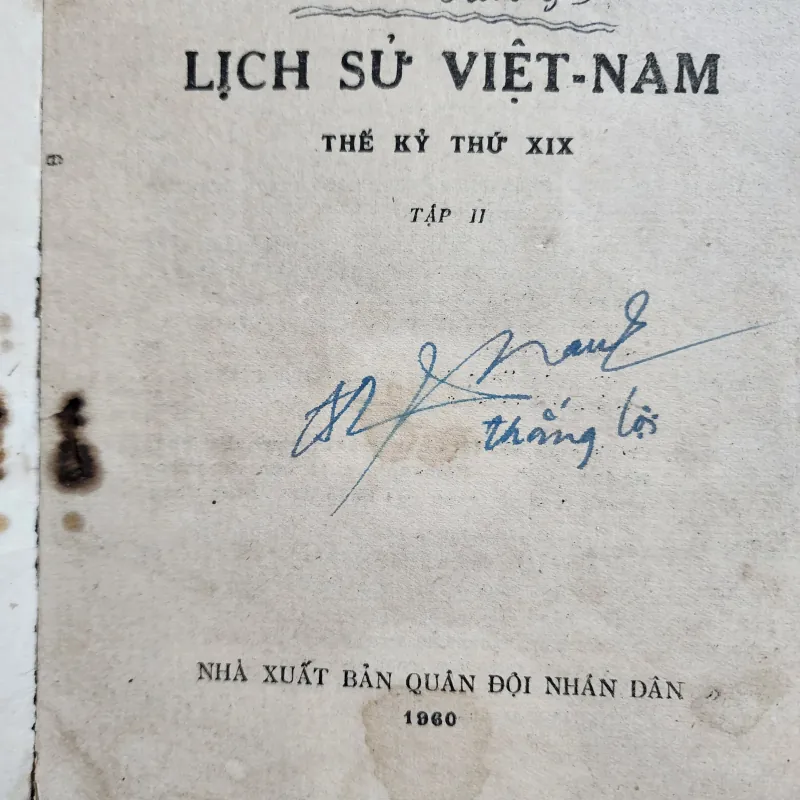 LỊCH SỬ VIỆT-NAM
THẾ KỶ THỨ XIX
TẬP II
thắng lợi
NHÀ XUẤT BẢN QUÂN ĐỘI NHÂN DÂN
1960